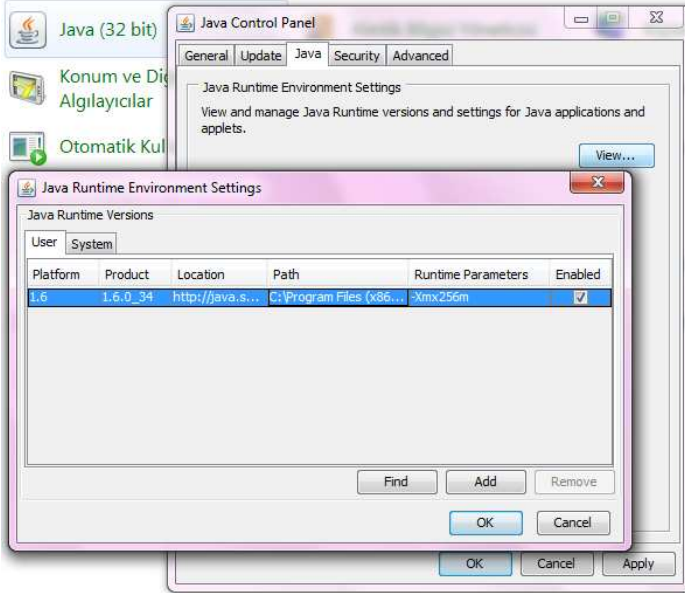 Java (32 bit)
Konum ve Diğ
Algılayıcılar
Otomatik Kul
Java Control Panel
General Update Java Security Advanced
Java Runtime Environment Settings
View and manage Java Runtime versions and settings for Java applications and
applets.
View...
Java Runtime Environment Settings
Java Runtime Versions
User System
Platform Product Location Path Runtime Parameters Enabled
1.6 1.6.0_34 http://java.s... C:\Program Files (x86... -Xmx256m
Find Add Remove
OK Cancel
OK Cancel Apply